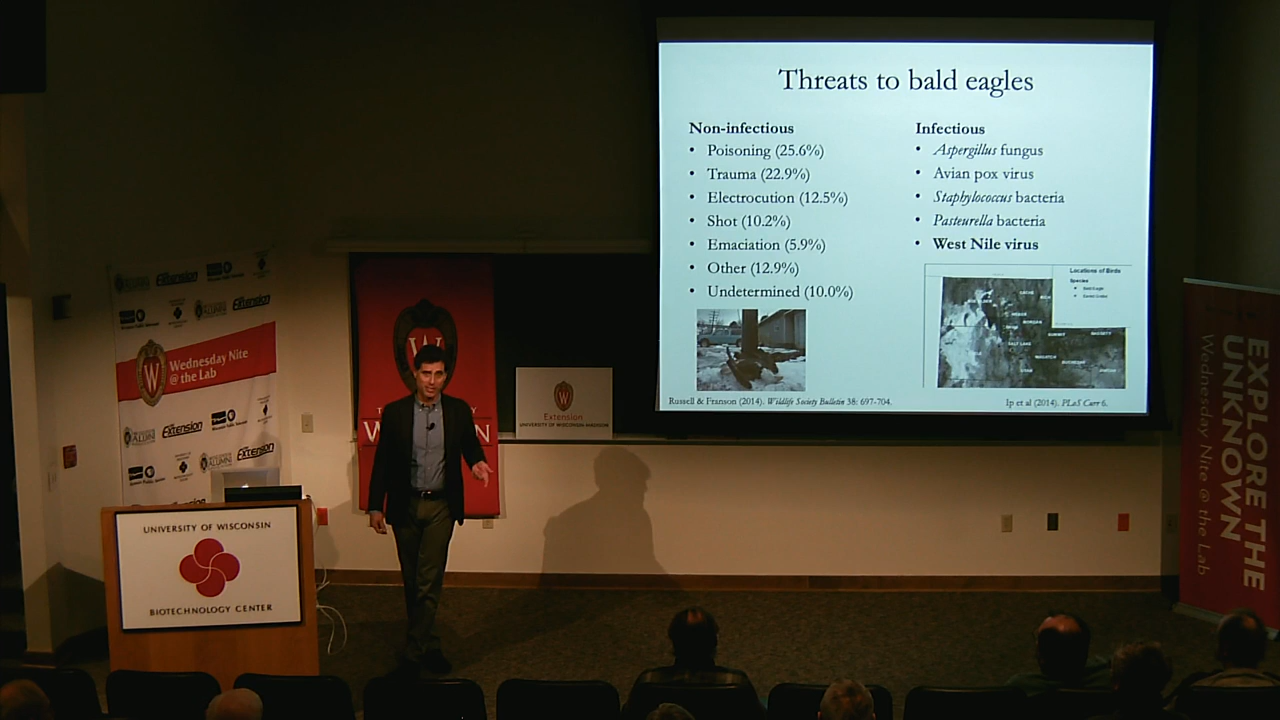 Threats to bald eagles
Non-infectious
• Poisoning (25.6%)
• Trauma (22.9%)
• Electrocution (12.5%)
• Shot (10.2%)
• Emaciation (5.9%)
• Other (12.9%)
• Undetermined (10.0%)
Infectious
• Aspergillus fungus
• Avian pox virus
• Staphylococcus bacteria
• Pasteurella bacteria
• West Nile virus
Locations of Birds
Species
Russell & Franson (2014). Wildlife Society Bulletin 38: 697-704.
Ip et al (2014). PLoS Curr 6.
Extension
W
Wednesday Nite
@ the Lab
ALUMNI
Extension
W
W
Extension
UNIVERSITY OF WISCONSIN-MADISON
UNIVERSITY OF WISCONSIN
BIOTECHNOLOGY CENTER
EXPLORE THE
UNKNOWN
Wednesday Nite @ the Lab